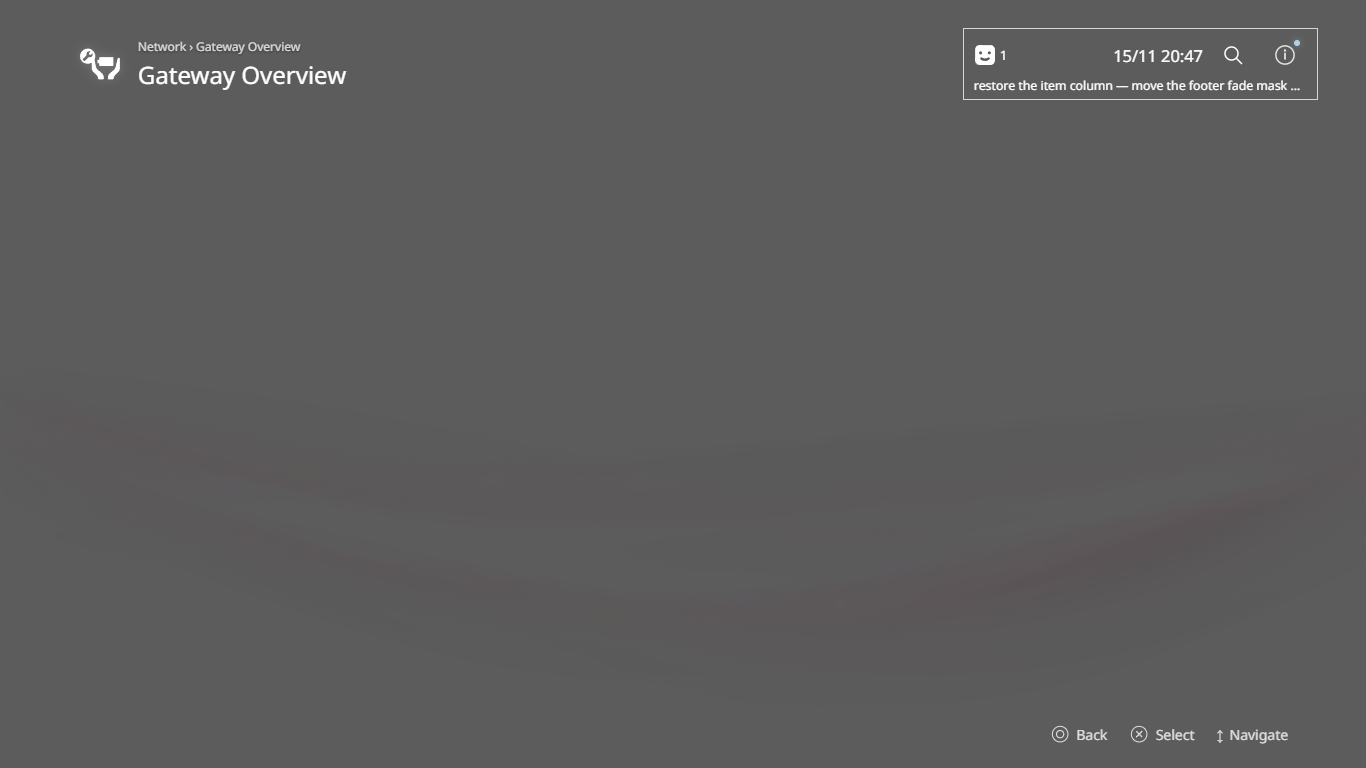 Network › Gateway Overview
Gateway Overview
1
15/11 20:47
restore the item column — move the footer fade mask ...
Back
Select
Navigate